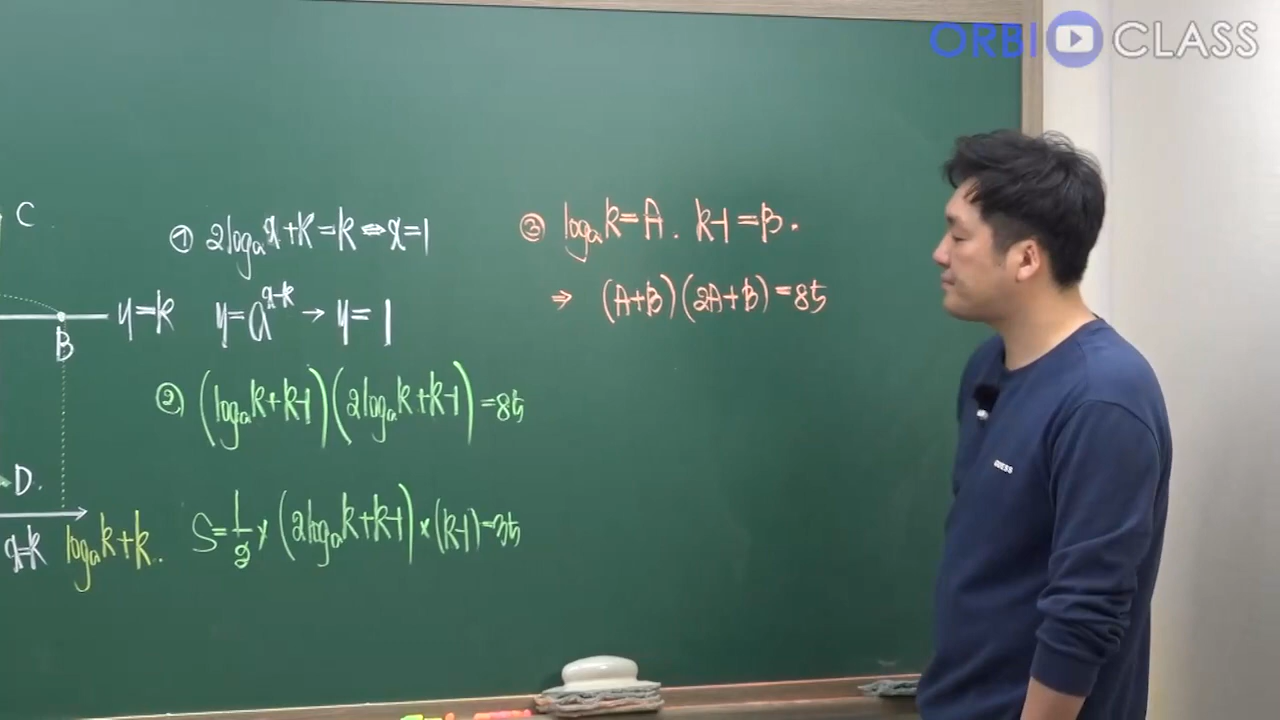 ORBI CLASS
C
① 2logₐx+k=k⇔x=1
y=k
B
y=a^{x-k} → y=1
② (logₐk+k-1)(2logₐk+k-1)=85
D.
x=k
logₐk+k.
S=1/2×(2logₐk+k-1)×(k-1)=35
③ logₐk=A. k-1=B.
⇒ (A+B)(2A+B)=85
GUESS